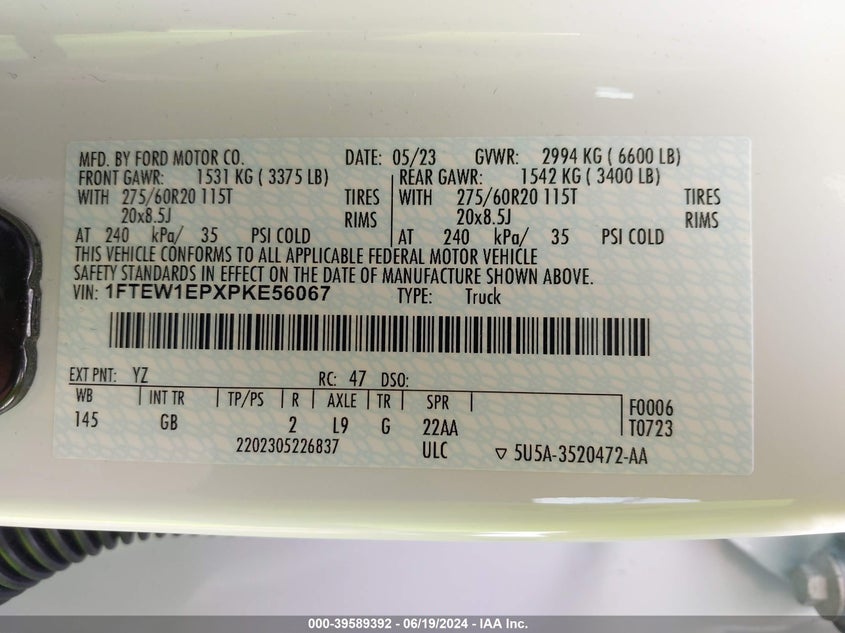 MFD. BY FORD MOTOR CO. DATE: 05/23 GVWR: 2994 KG ( 6600 LB)
FRONT GAWR: 1531 KG ( 3375 LB) REAR GAWR: 1542 KG ( 3400 LB)
WITH 275/60R20 115T TIRES WITH 275/60R20 115T TIRES
20x8.5J RIMS 20x8.5J RIMS
AT 240 kPa/ 35 PSI COLD AT 240 kPa/ 35 PSI COLD
THIS VEHICLE CONFORMS TO ALL APPLICABLE FEDERAL MOTOR VEHICLE
SAFETY STANDARDS IN EFFECT ON THE DATE OF MANUFACTURE SHOWN ABOVE.
VIN: 1FTEW1EPXPKE56067 TYPE: Truck
EXT PNT: YZ RC: 47 DSO:
WB INT TR TP/PS R AXLE TR SPR F0006
145 GB 2 L9 G 22AA T0723
2202305226837 ULC ▽ 5U5A-3520472-AA
000-39589392 - 06/19/2024 - IAA Inc.